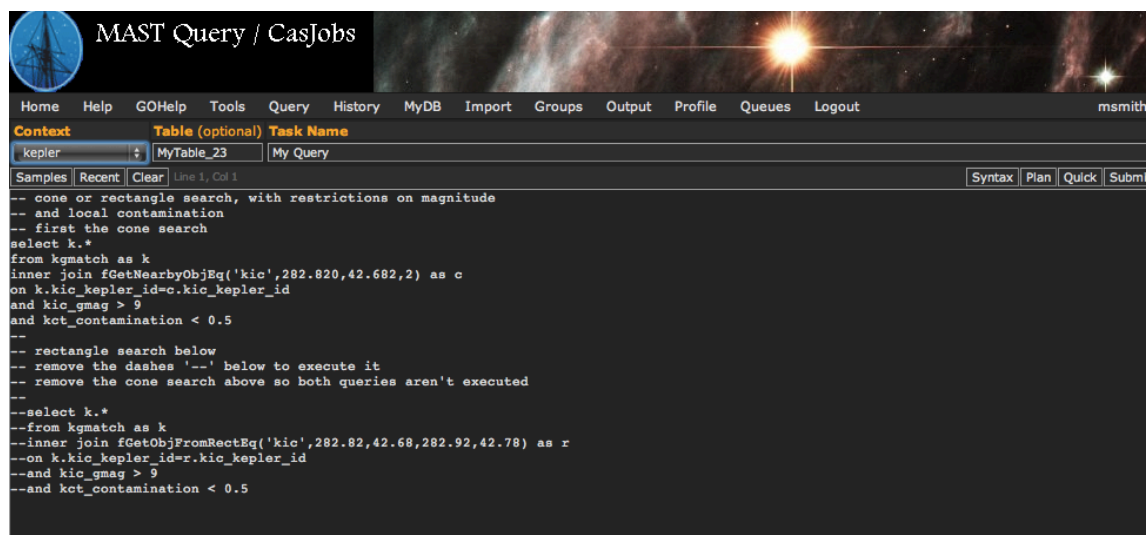 MAST Query / CasJobs
Home Help GOHelp Tools Query History MyDB Import Groups Output Profile Queues Logout msmith
Context Table (optional) Task Name
kepler MyTable_23 My Query
Samples Recent Clear Line 1, Col 1 Syntax Plan Quick Submi
-- cone or rectangle search, with restrictions on magnitude
-- and local contamination
-- first the cone search
select k.*
from kgmatch as k
inner join fGetNearbyObjEq('kic',282.820,42.682,2) as c
on k.kic_kepler_id=c.kic_kepler_id
and kic_gmag > 9
and kct_contamination < 0.5
--
-- rectangle search below
-- remove the dashes '--' below to execute it
-- remove the cone search above so both queries aren't executed
--
--select k.*
--from kgmatch as k
--inner join fGetObjFromRectEq('kic',282.82,42.68,282.92,42.78) as r
--on k.kic_kepler_id=r.kic_kepler_id
--and kic_gmag > 9
--and kct_contamination < 0.5